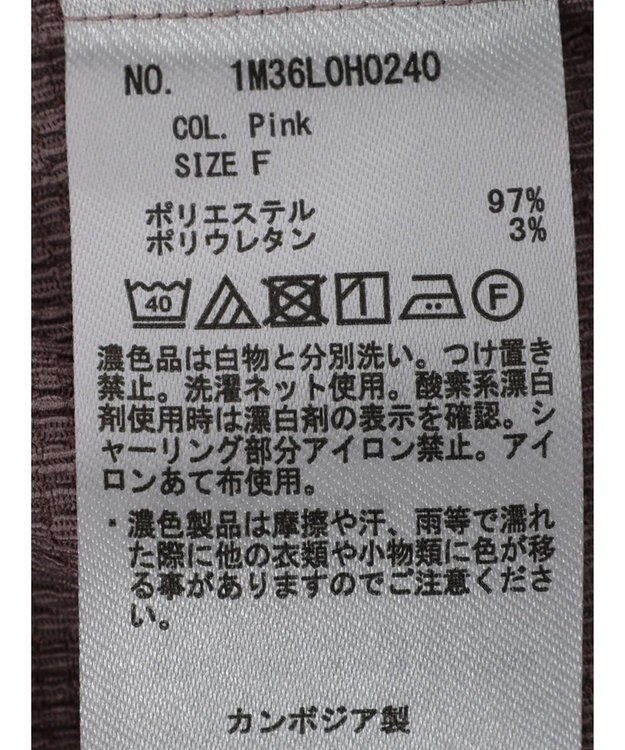 NO. 1M36L0H0240
COL. Pink
SIZE F
ポリエステル 97%
ポリウレタン 3%
40 F
濃色品は白物と分別洗い。つけ置き
禁止。洗濯ネット使用。酸素系漂白
剤使用時は漂白剤の表示を確認。シ
ャーリング部分アイロン禁止。アイ
ロンあて布使用。
・濃色製品は摩擦や汗、雨等で濡れ
た際に他の衣類や小物類に色が移
る事がありますのでご注意くださ
い。
カンボジア製